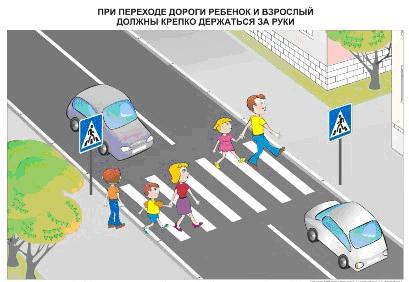 ПРИ ПЕРЕХОДЕ ДОРОГИ РЕБЕНОК И ВЗРОСЛЫЙ
ДОЛЖНЫ КРЕПКО ДЕРЖАТЬСЯ ЗА РУКИ